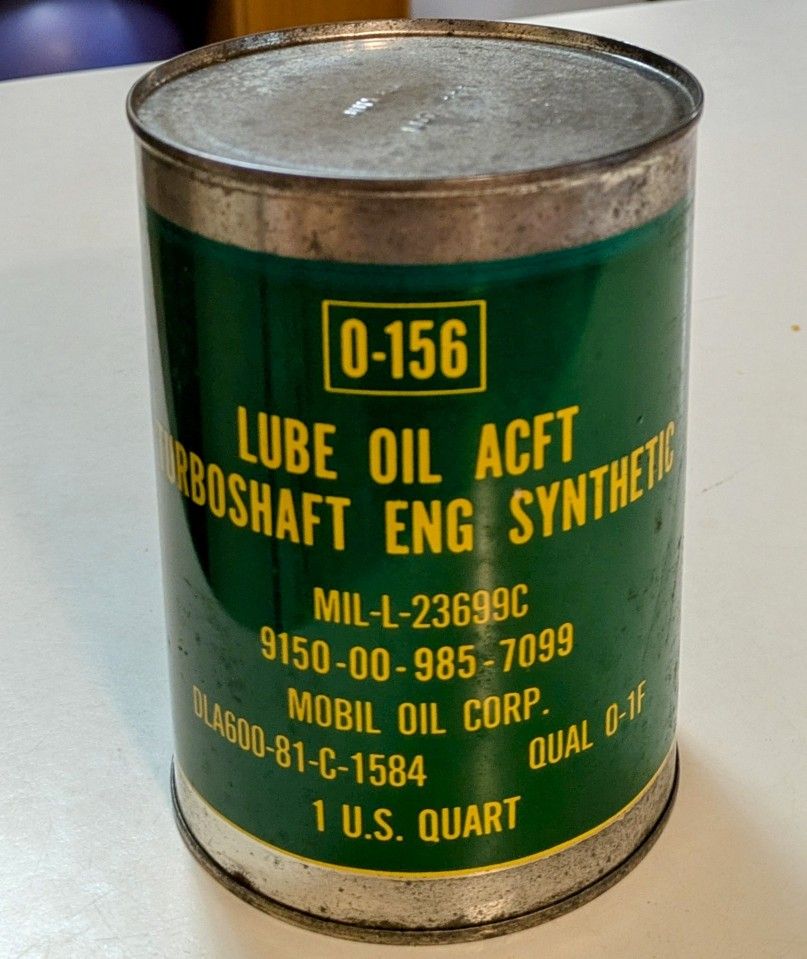 0-156
LUBE OIL ACFT
TURBOSHAFT ENG SYNTHETIC
MIL-L-23699C
9150-00-985-7099
MOBIL OIL CORP.
DLA600-81-C-1584 QUAL 0-1F
1 U.S. QUART